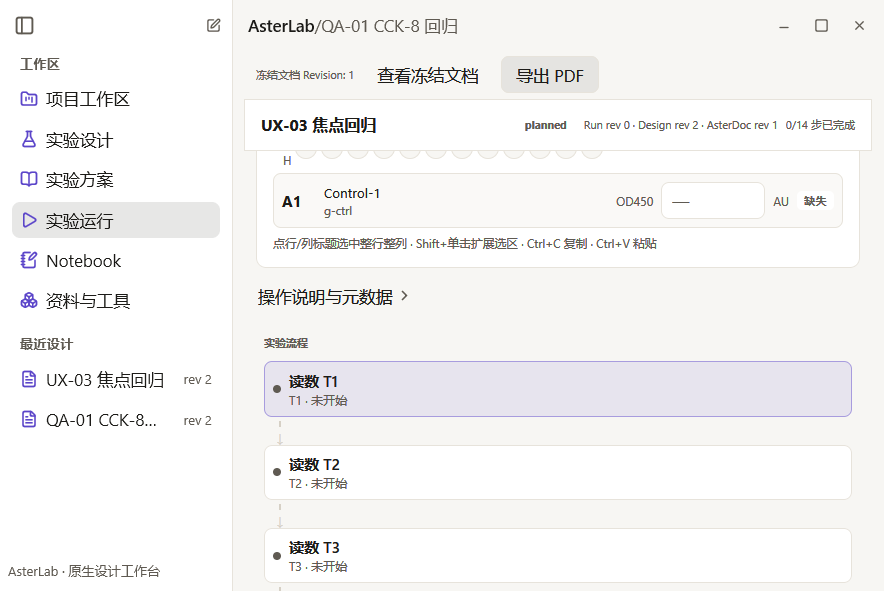 AsterLab/QA-01 CCK-8 回归
工作区
项目工作区
实验设计
实验方案
实验运行
Notebook
资料与工具
最近设计
UX-03 焦点回归 rev 2
QA-01 CCK-8... rev 2
AsterLab · 原生设计工作台
冻结文档 Revision: 1 查看冻结文档 导出 PDF
UX-03 焦点回归 planned Run rev 0 · Design rev 2 · AsterDoc rev 1 0/14 步已完成
H
A1 Control-1 OD450 — AU 缺失
g-ctrl
点行/列标题选中整行整列 · Shift+单击扩展选区 · Ctrl+C 复制 · Ctrl+V 粘贴
操作说明与元数据
实验流程
读数 T1
T1 · 未开始
读数 T2
T2 · 未开始
读数 T3
T3 · 未开始